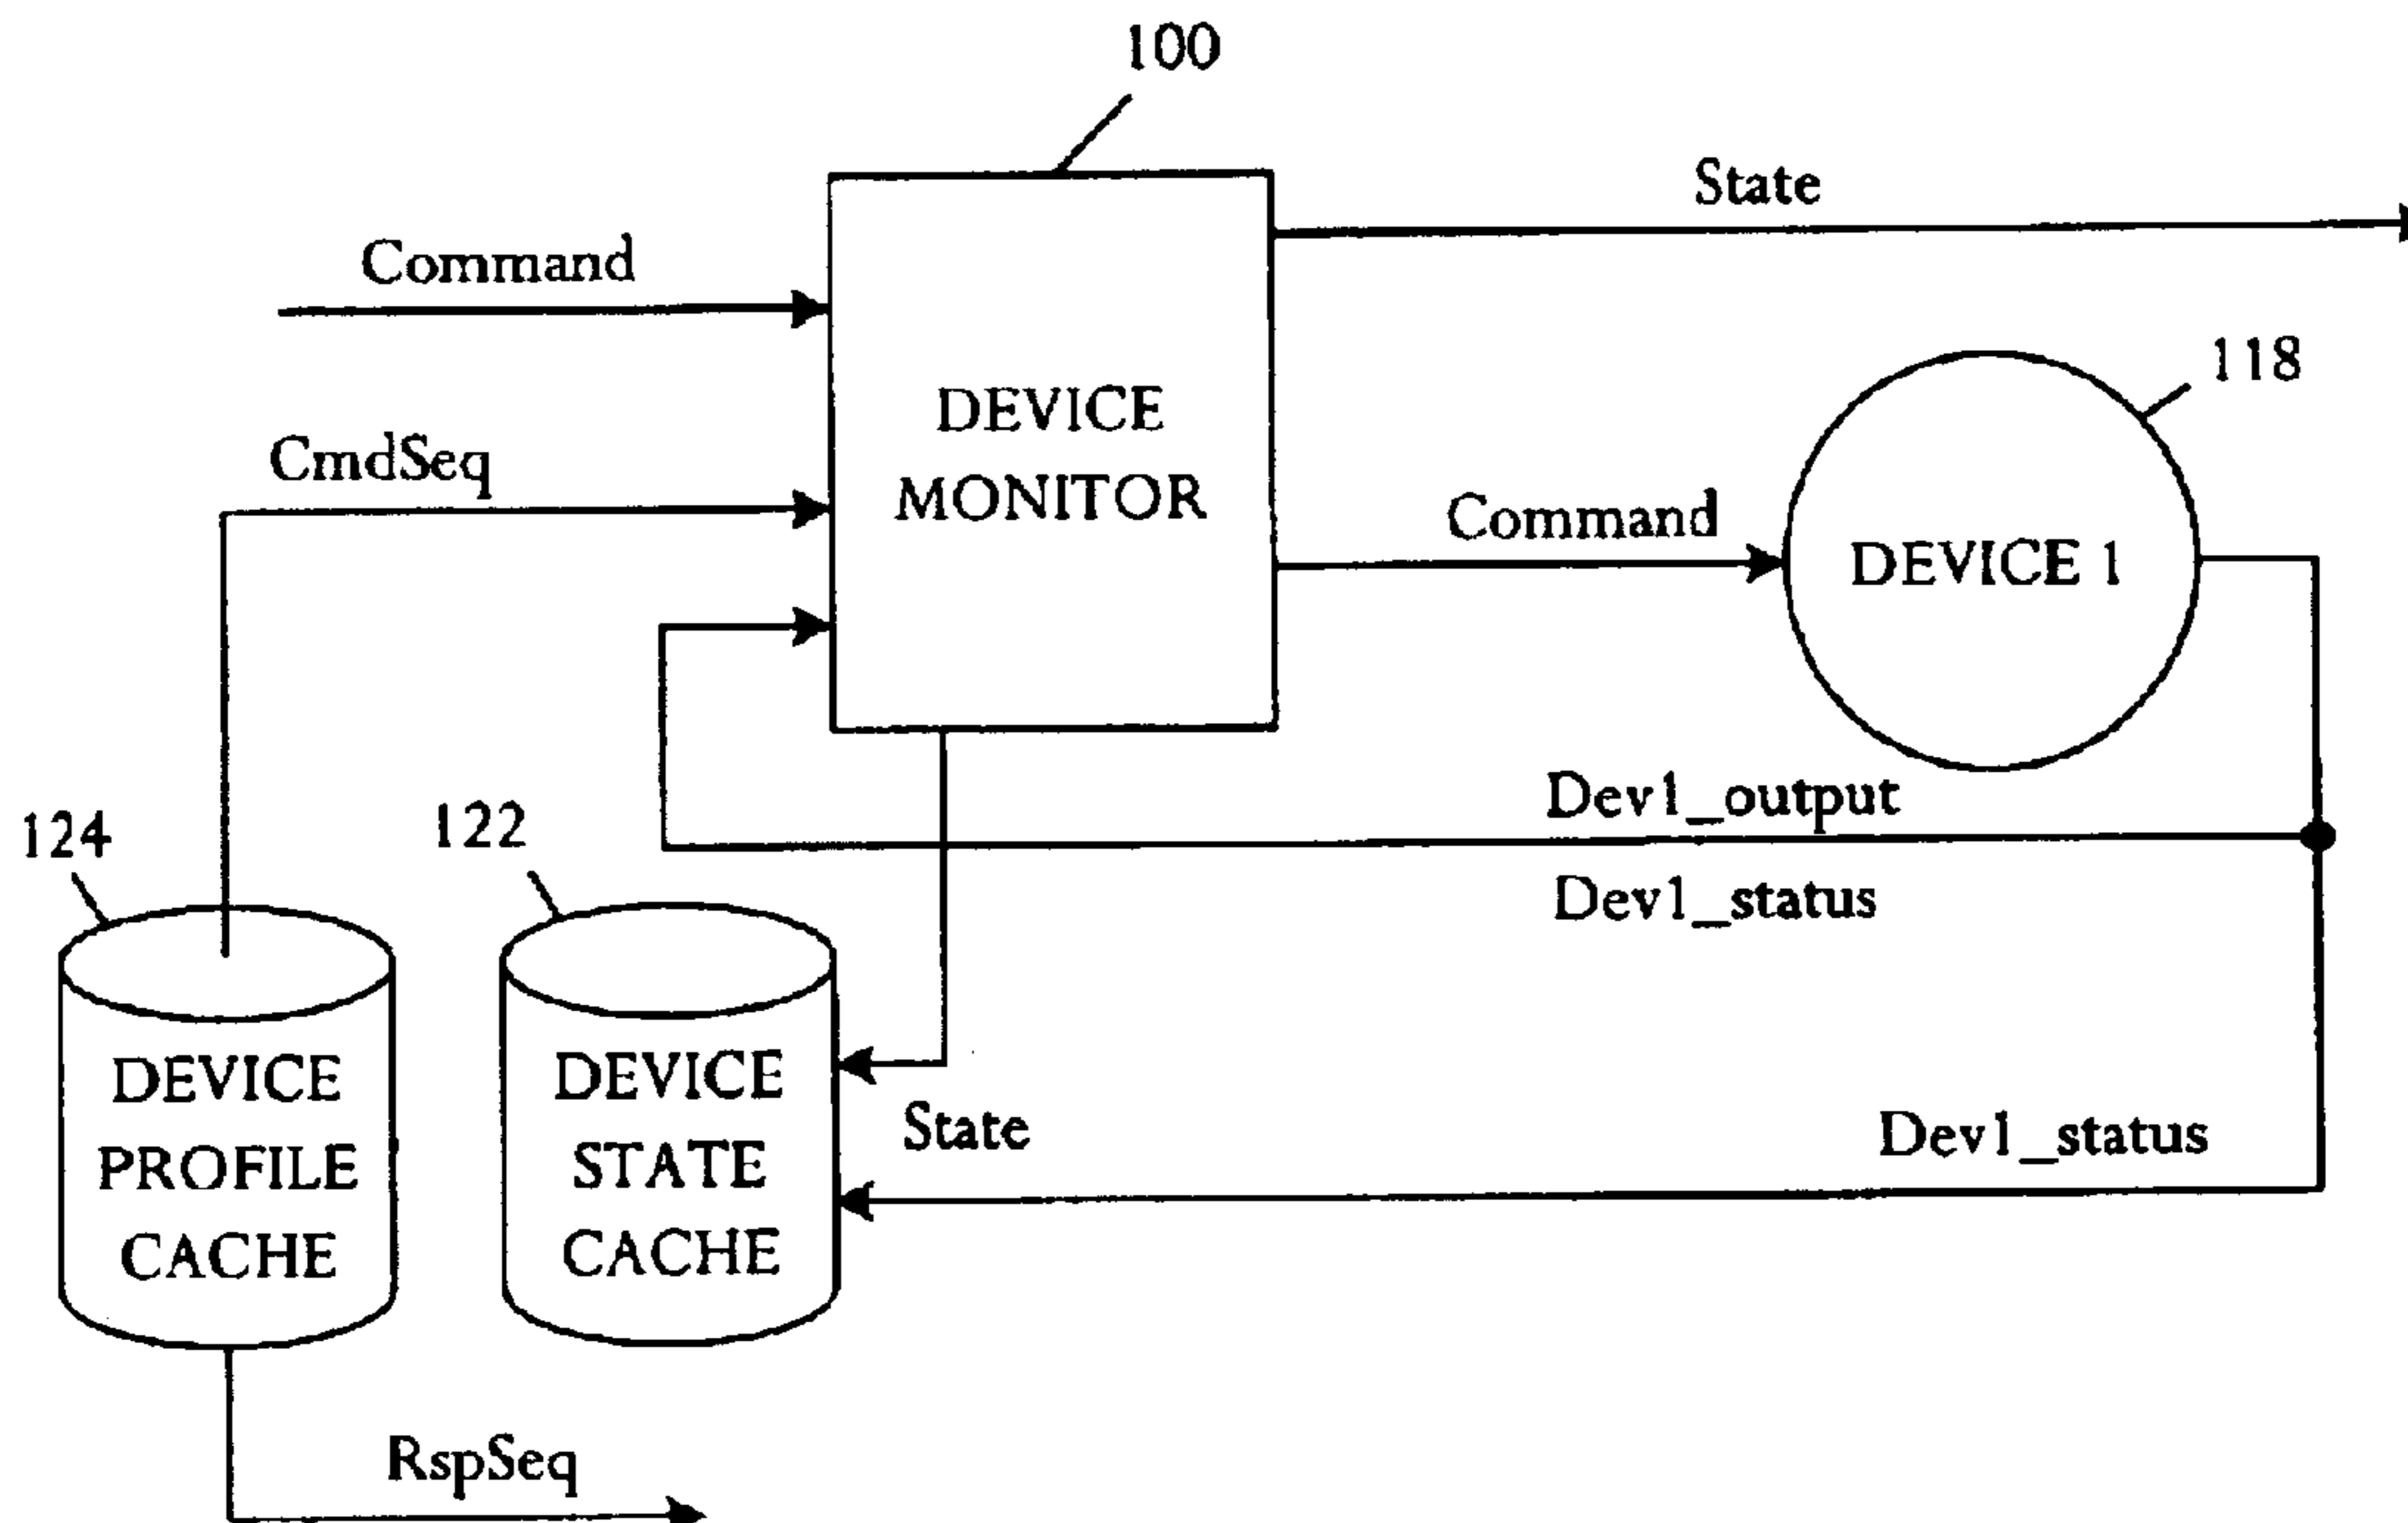 100
State
Command
118
CmdSeq
DEVICE
MONITOR
Command
DEVICE 1
Dev1_output
124
122
Dev1_status
DEVICE
PROFILE
CACHE
DEVICE
STATE
CACHE
State
Dev1_status
RspSeq